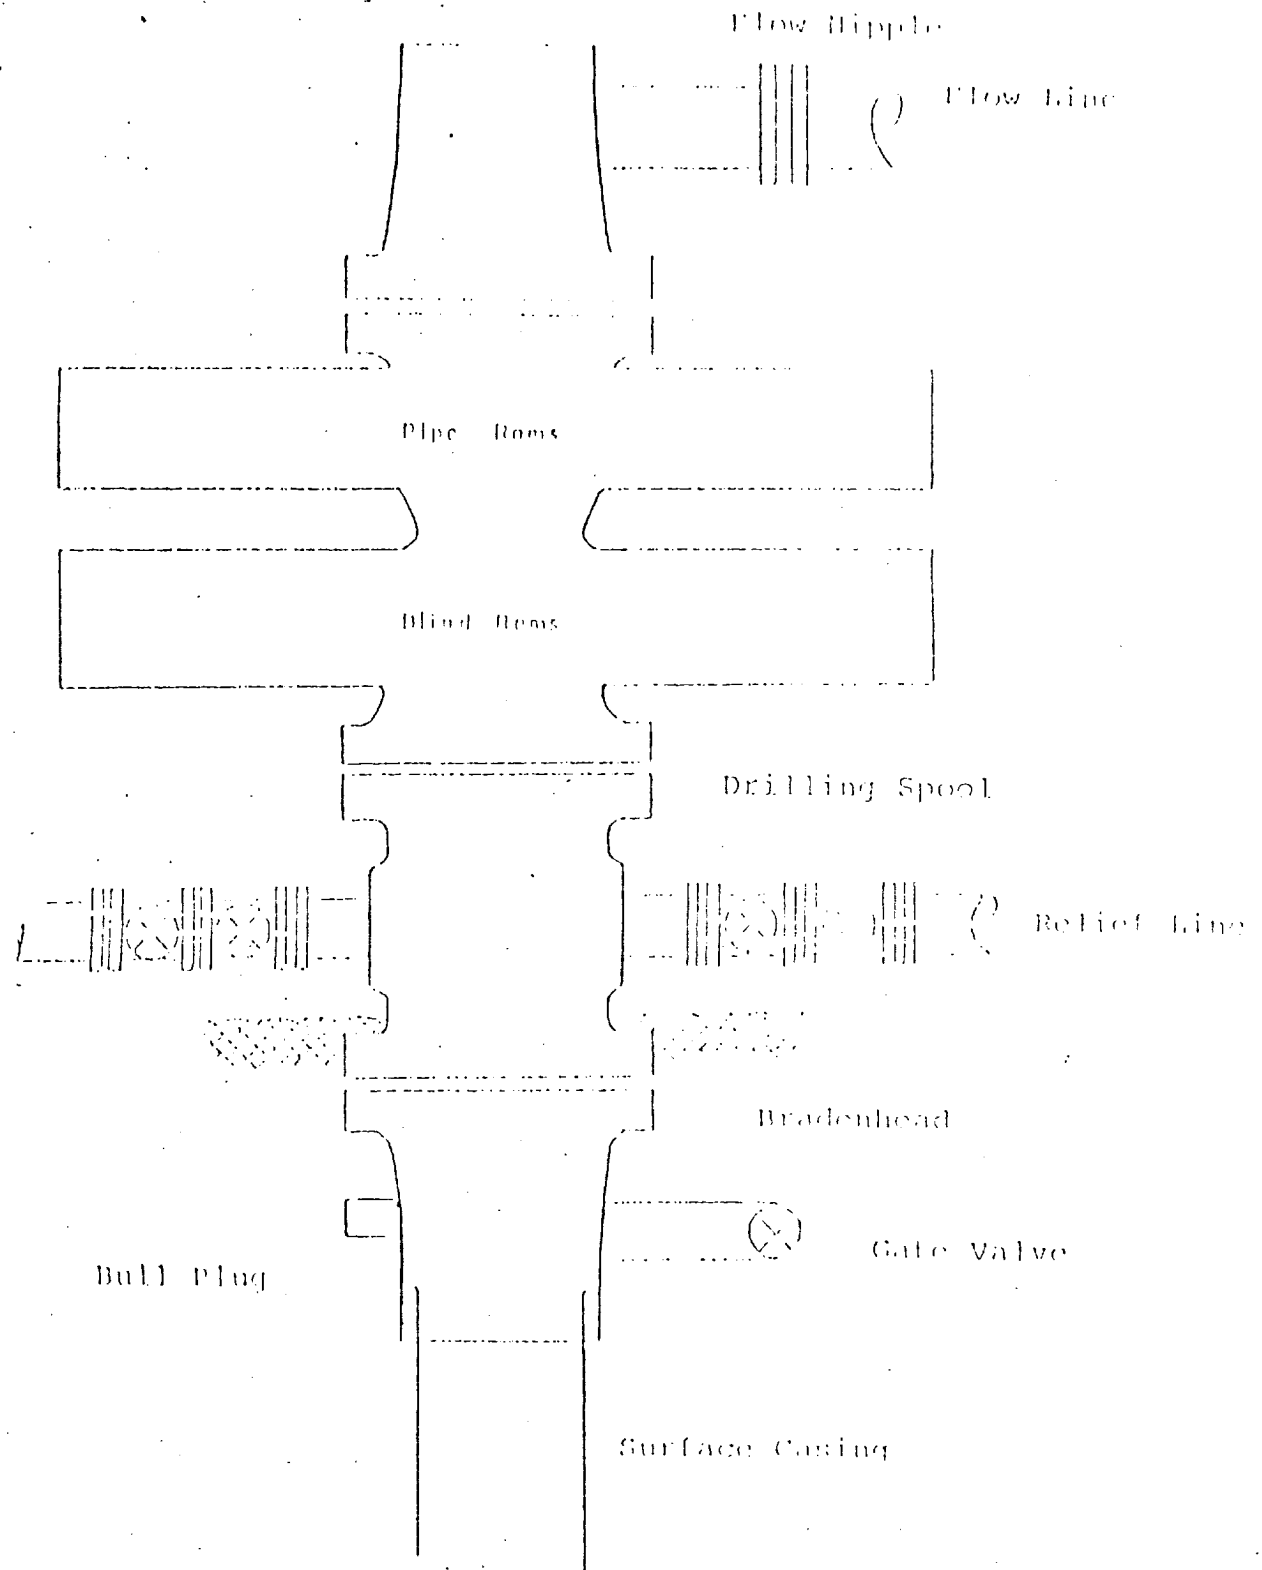 Flow Nipple
Flow Line
Pipe Rams
Blind Rams
Drilling Spool
Relief Line
Bradenhead
Gate Valve
Bull Plug
Surface Casing